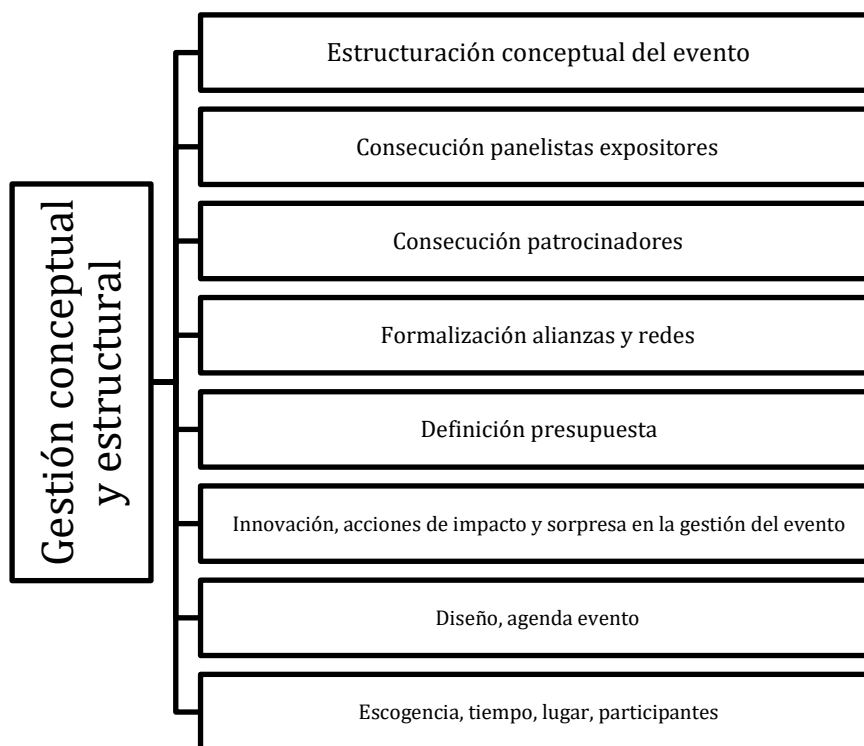 Gestión conceptual
y estructural
Estructuración conceptual del evento
Consecución panelistas expositores
Consecución patrocinadores
Formalización alianzas y redes
Definición presupuesta
Innovación, acciones de impacto y sorpresa en la gestión del evento
Diseño, agenda evento
Escogencia, tiempo, lugar, participantes